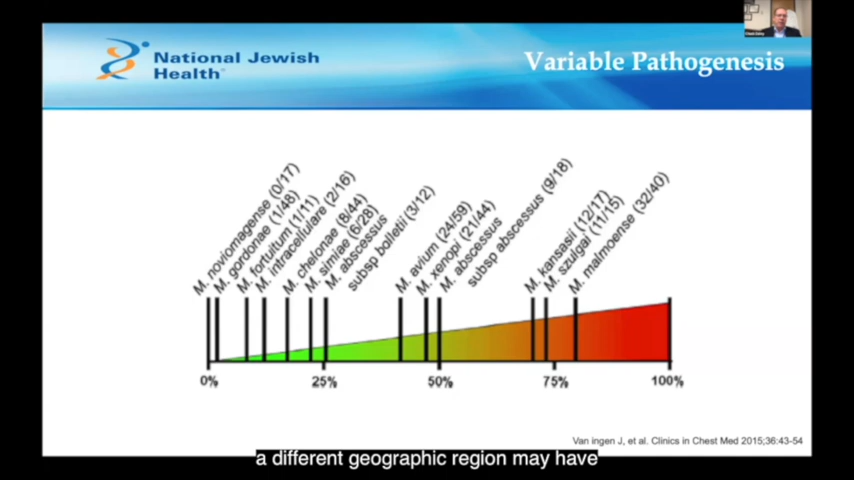 National Jewish
Health
Variable Pathogenesis
M. noviomagense (0/17)
M. gordonae (1/48)
M. fortuitum (1/11)
M. intracellulare (2/16)
M. chelonae (8/44)
M. simiae (6/28)
M. abscessus
subsp bolletii (3/12)
M. avium (24/59)
M. xenopi (21/44)
M. abscessus
subsp abscessus (9/18)
M. kansasii (12/17)
M. szulgai (11/15)
M. malmoense (32/40)
0%
25%
50%
75%
100%
Van ingen J, et al. Clinics in Chest Med 2015;36:43-54
a different geographic region may have